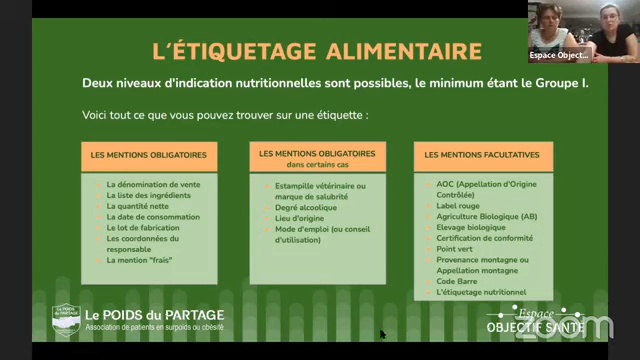 Espace Object...
L'ÉTIQUETAGE ALIMENTAIRE
Deux niveaux d'indication nutritionnelles sont possibles, le minimum étant le Groupe I.
Voici tout ce que vous pouvez trouver sur une étiquette :
LES MENTIONS OBLIGATOIRES
La dénomination de vente
La liste des ingrédients
La quantité nette
La date de consommation
Le lot de fabrication
Les coordonnées du
responsable
La mention "frais"
LES MENTIONS OBLIGATOIRES
dans certains cas
Estampille vétérinaire ou
marque de salubrité
Degré alcoolique
Lieu d'origine
Mode d'emploi (ou conseil
d'utilisation)
LES MENTIONS FACULTATIVES
AOC (Appellation d'Origine
Contrôlée)
Label rouge
Agriculture Biologique (AB)
Elevage biologique
Certification de conformité
Point vert
Provenance montagne ou
Appellation montagne
Code Barre
L'étiquetage nutritionnel
Le POIDS du PARTAGE
Association de patients en surpoids ou obésité
Espace
OBJECTIF SANTÉ
zoom